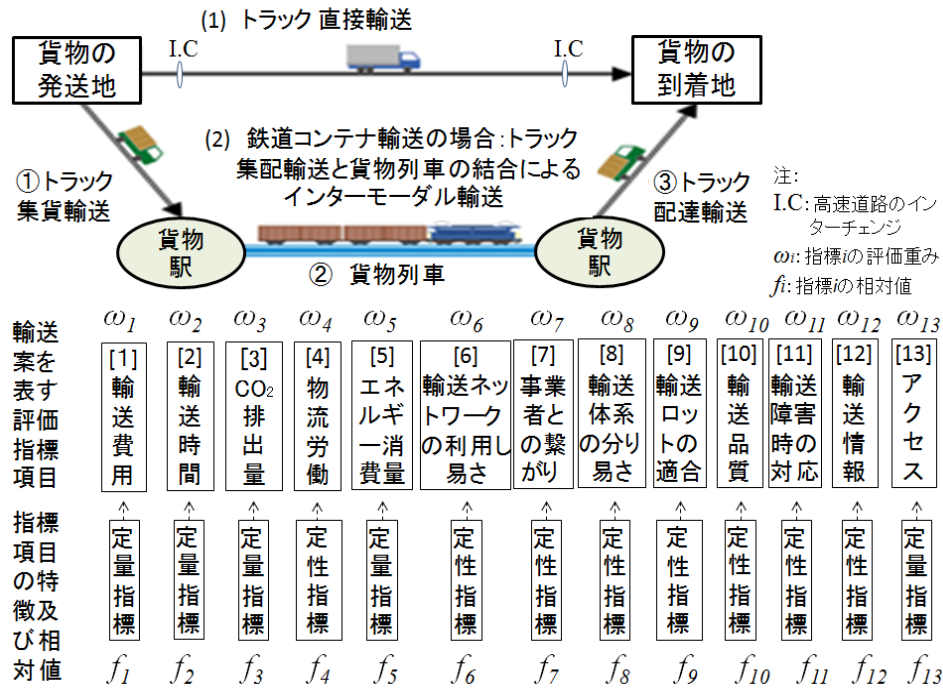 (1) トラック 直接輸送
貨物の
発送地
I.C
I.C
貨物の
到着地
(2) 鉄道コンテナ輸送の場合:トラック
集配輸送と貨物列車の結合による
インターモーダル輸送
①トラック
集貨輸送
③トラック
配達輸送
貨物
駅
貨物
駅
② 貨物列車
注:
I.C:高速道路のイン
ターチェンジ
ωi:指標iの評価重み
fi:指標iの相対値
輸送
案を
表す
評価
指標
項目
ω1 ω2 ω3 ω4 ω5 ω6 ω7 ω8 ω9 ω10 ω11 ω12 ω13
[1]
輸
送
費
用
[2]
輸
送
時
間
[3]
CO2
排
出
量
[4]
物
流
労
働
[5]
エネ
ルギ
ー消
費量
[6]
輸送ネッ
トワーク
の利用し
易さ
[7]
事業
者と
の繋
がり
[8]
輸送
体系
の分り
易さ
[9]
輸送
ロッ
トの
適合
[10]
輸
送
品
質
[11]
輸送
障害
時の
対応
[12]
輸
送
情
報
[13]
ア
ク
セ
ス
指標
項目
の特
徴及
び相
対値
定量指標
定量指標
定量指標
定性指標
定量指標
定性指標
定性指標
定性指標
定性指標
定性指標
定性指標
定性指標
定量指標
f1 f2 f3 f4 f5 f6 f7 f8 f9 f10 f11 f12 f13